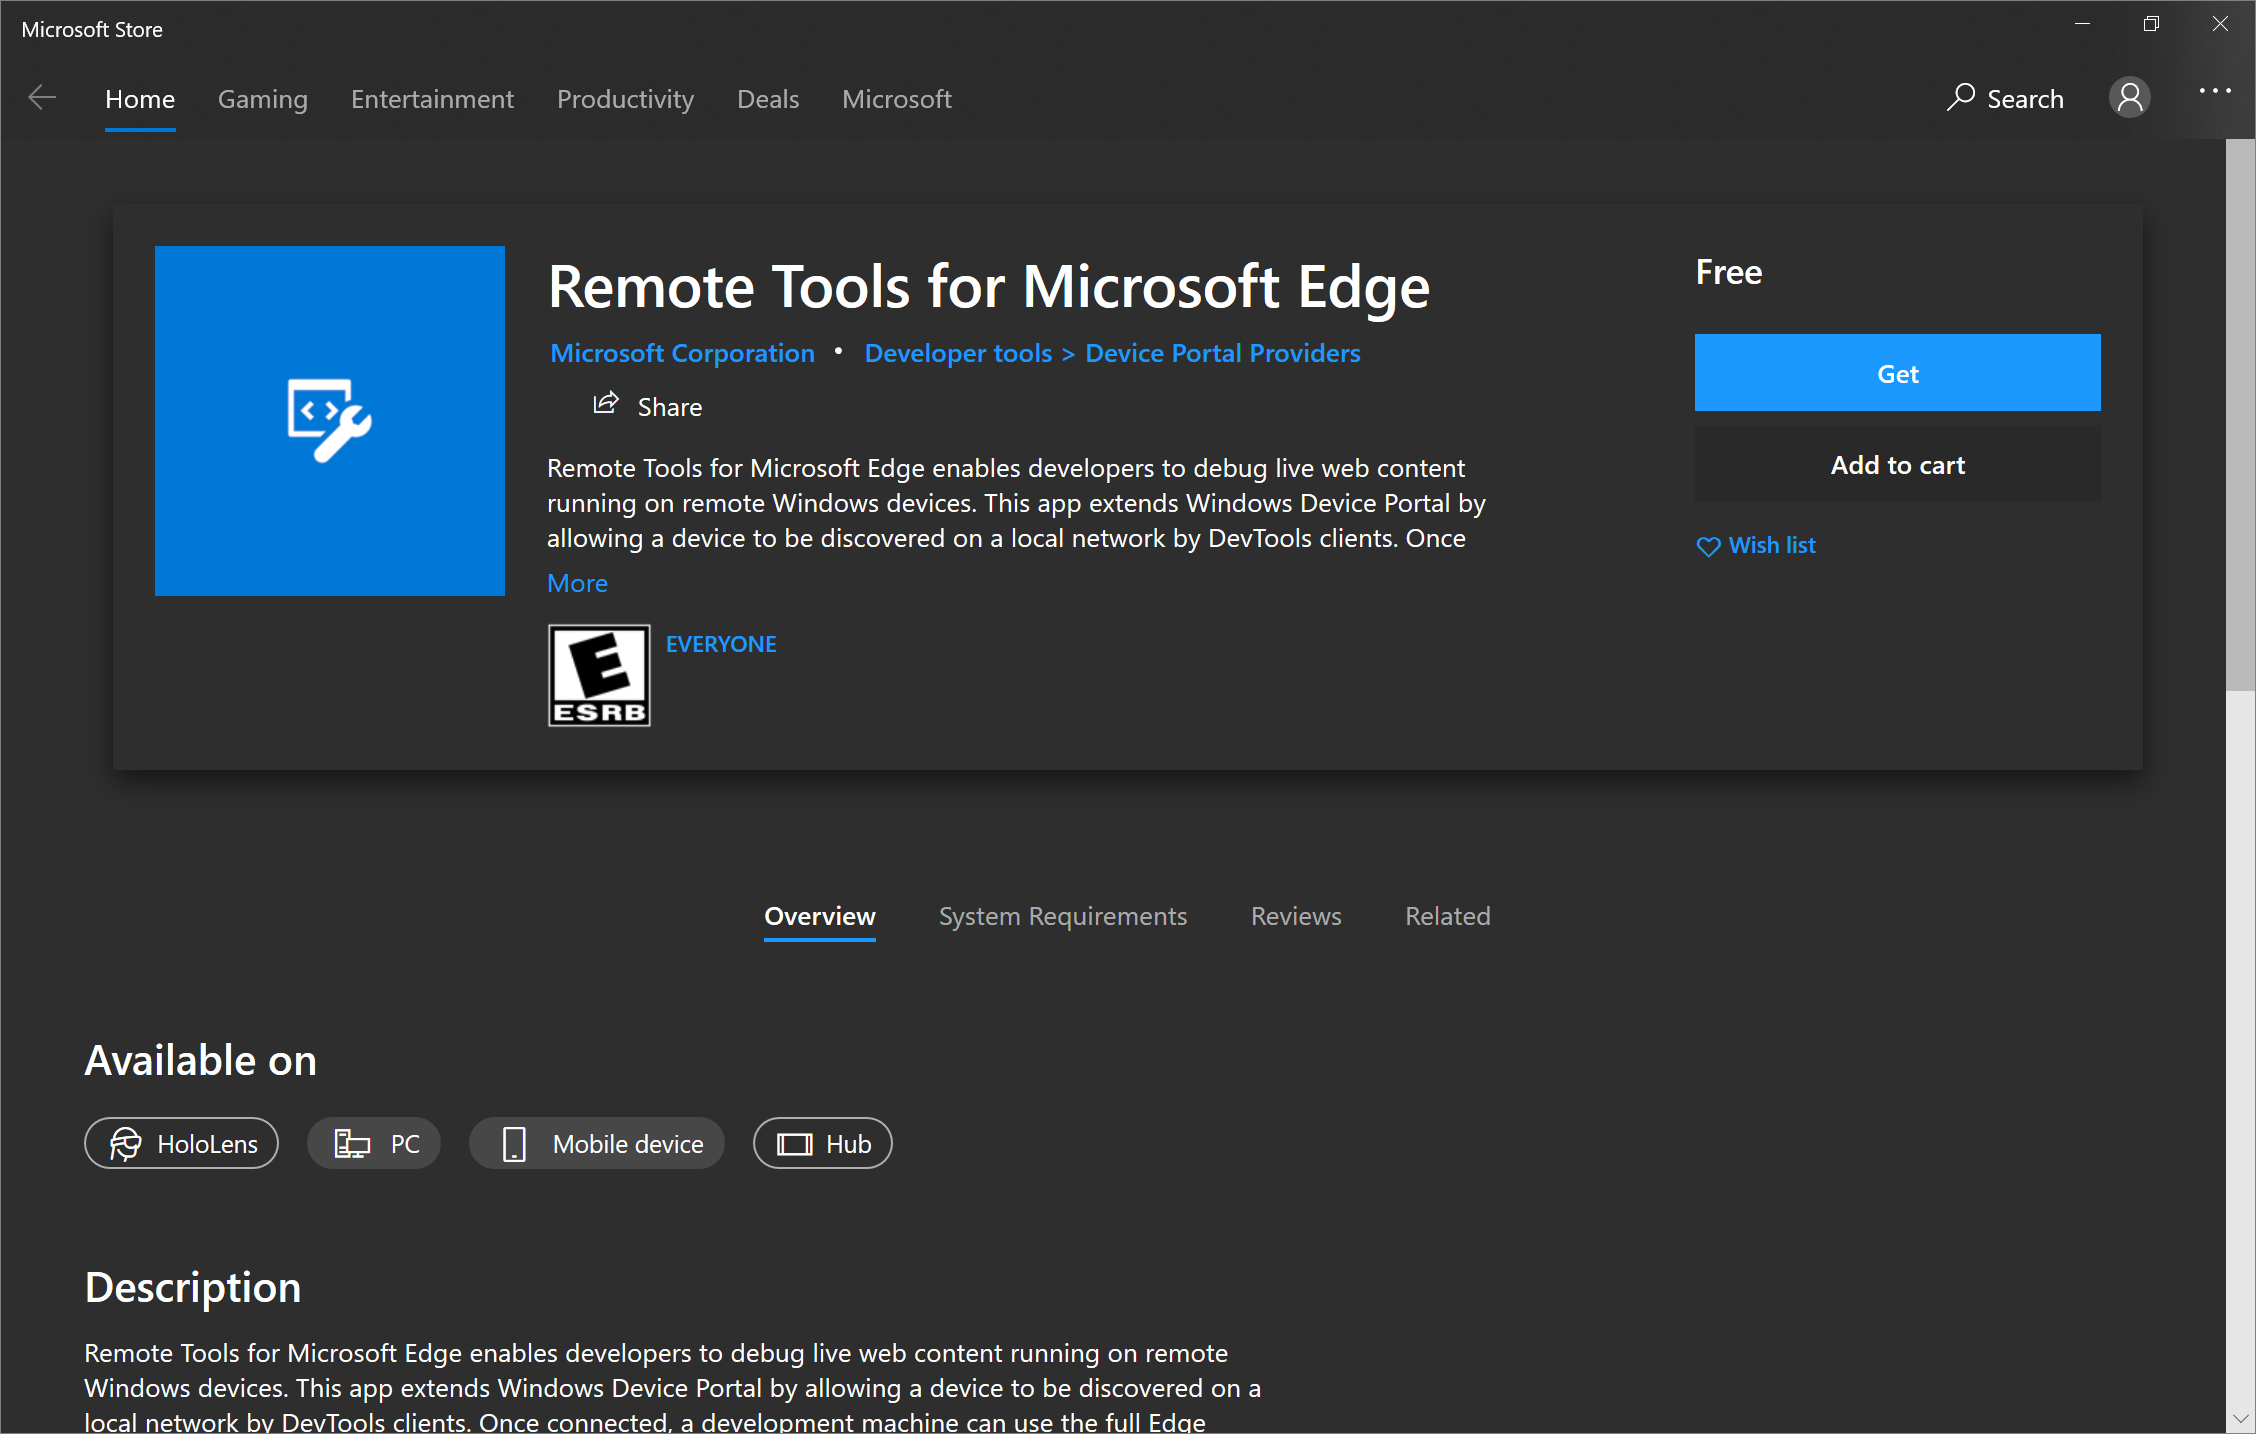 Microsoft Store
Home Gaming Entertainment Productivity Deals Microsoft Search
Remote Tools for Microsoft Edge
Microsoft Corporation • Developer tools > Device Portal Providers
Share
Remote Tools for Microsoft Edge enables developers to debug live web content
running on remote Windows devices. This app extends Windows Device Portal by
allowing a device to be discovered on a local network by DevTools clients. Once
More
E
ESRB
EVERYONE
Free
Get
Add to cart
Wish list
Overview System Requirements Reviews Related
Available on
HoloLens PC Mobile device Hub
Description
Remote Tools for Microsoft Edge enables developers to debug live web content running on remote
Windows devices. This app extends Windows Device Portal by allowing a device to be discovered on a
local network by DevTools clients. Once connected, a development machine can use the full Edge